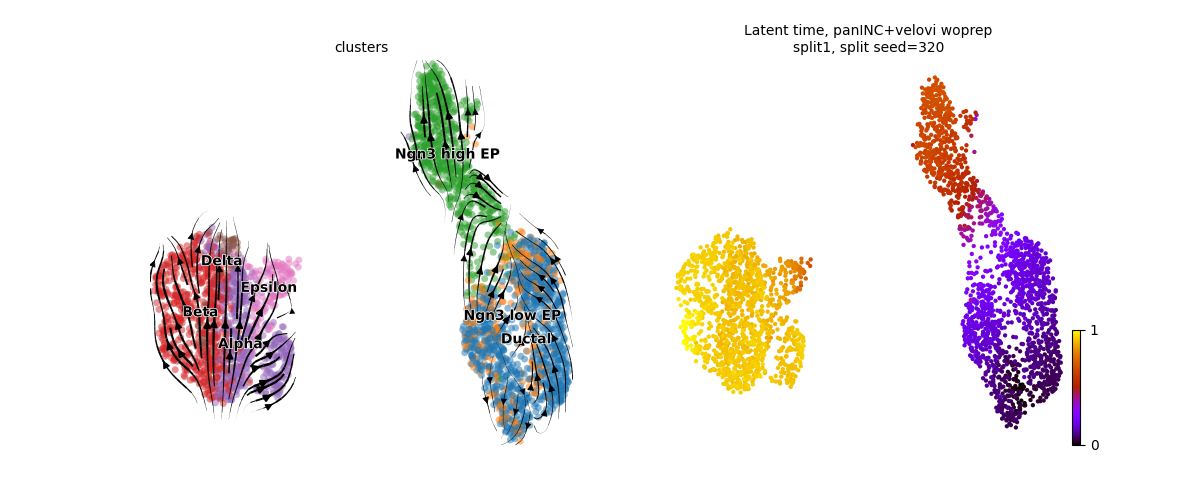 clusters
Ngn3 high EP
Delta
Epsilon
Beta
Alpha
Ngn3 low EP
Ductal
Latent time, panINC+velovi woprep
split1, split seed=320
1
0